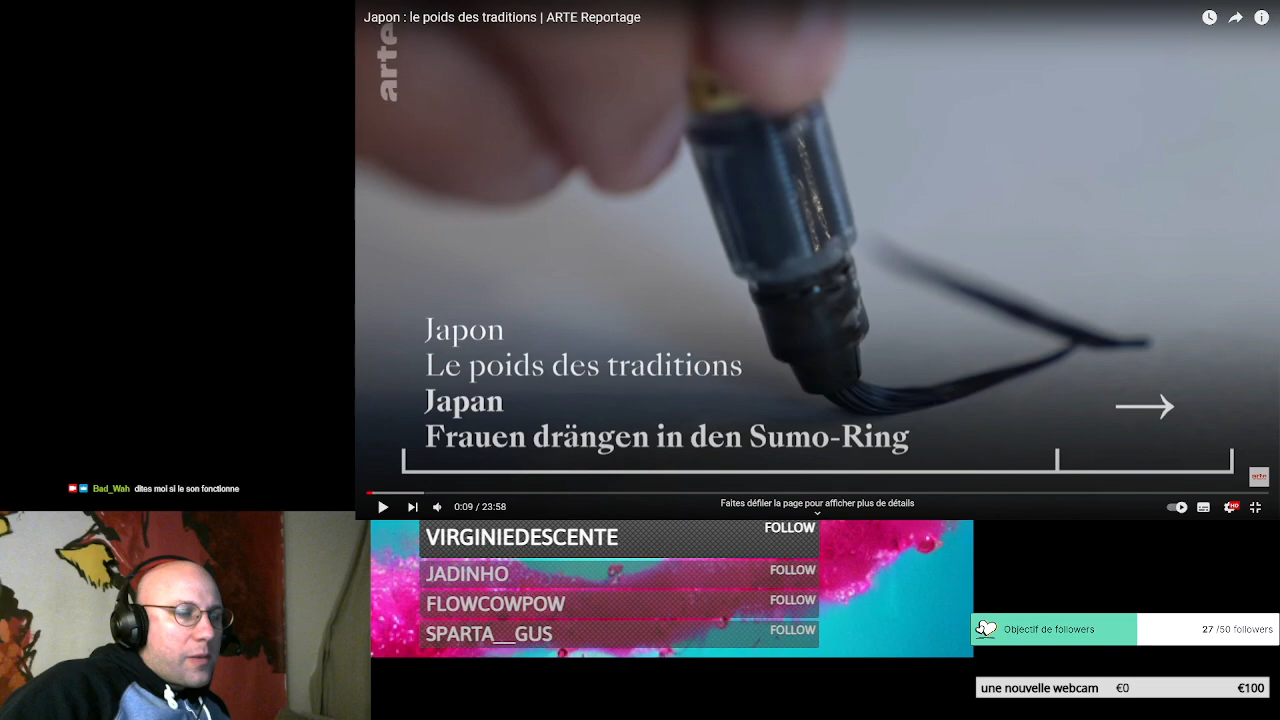 Japon : le poids des traditions | ARTE Reportage
arte
Japon
Le poids des traditions
Japan
Frauen drängen in den Sumo-Ring
arte
0:09 / 23:58
Faites défiler la page pour afficher plus de détails
HD
Bad_Wah dites moi si le son fonctionne
VIRGINIEDESCENTE FOLLOW
JADINHO FOLLOW
FLOWCOWPOW FOLLOW
SPARTA__GUS FOLLOW
Objectif de followers 27/50 followers
une nouvelle webcam €0 €100